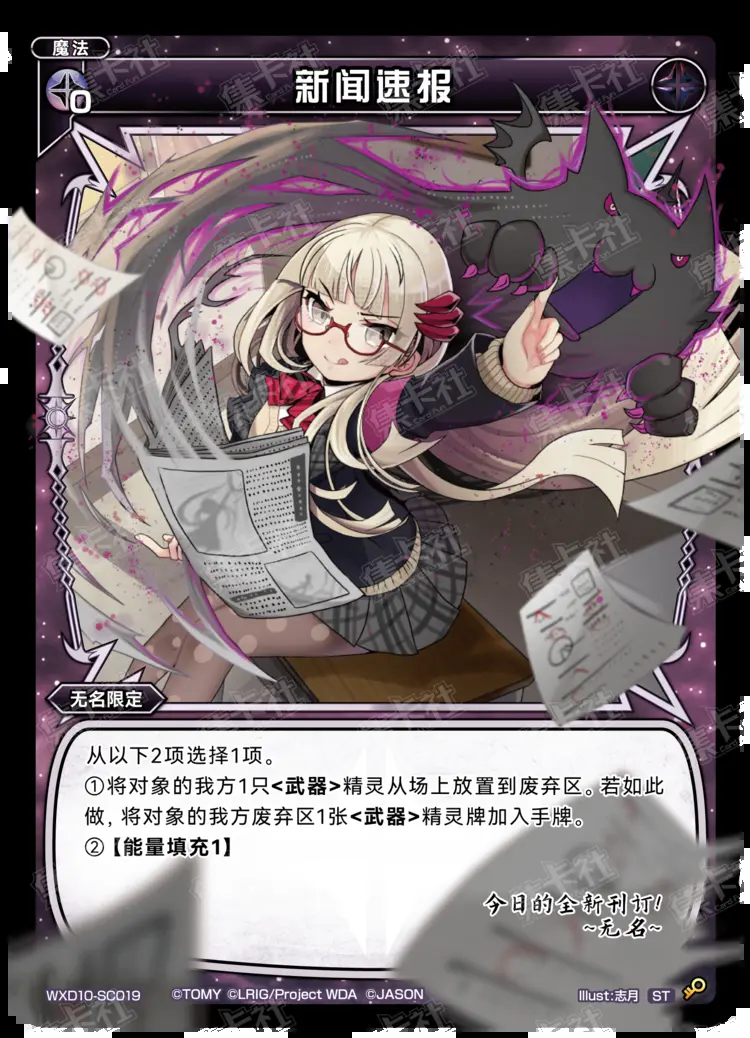 魔法
0
新闻速报
无名限定
从以下2项选择1项。
①将对象的我方1只<武器>精灵从场上放置到废弃区。若如此
做，将对象的我方废弃区1张<武器>精灵牌加入手牌。
②【能量填充1】
今日的全新刊订!
~无名~
WXD10-SC019 ©TOMY ©LRIG/Project WDA ©JASON Illust:志月 ST
集卡社